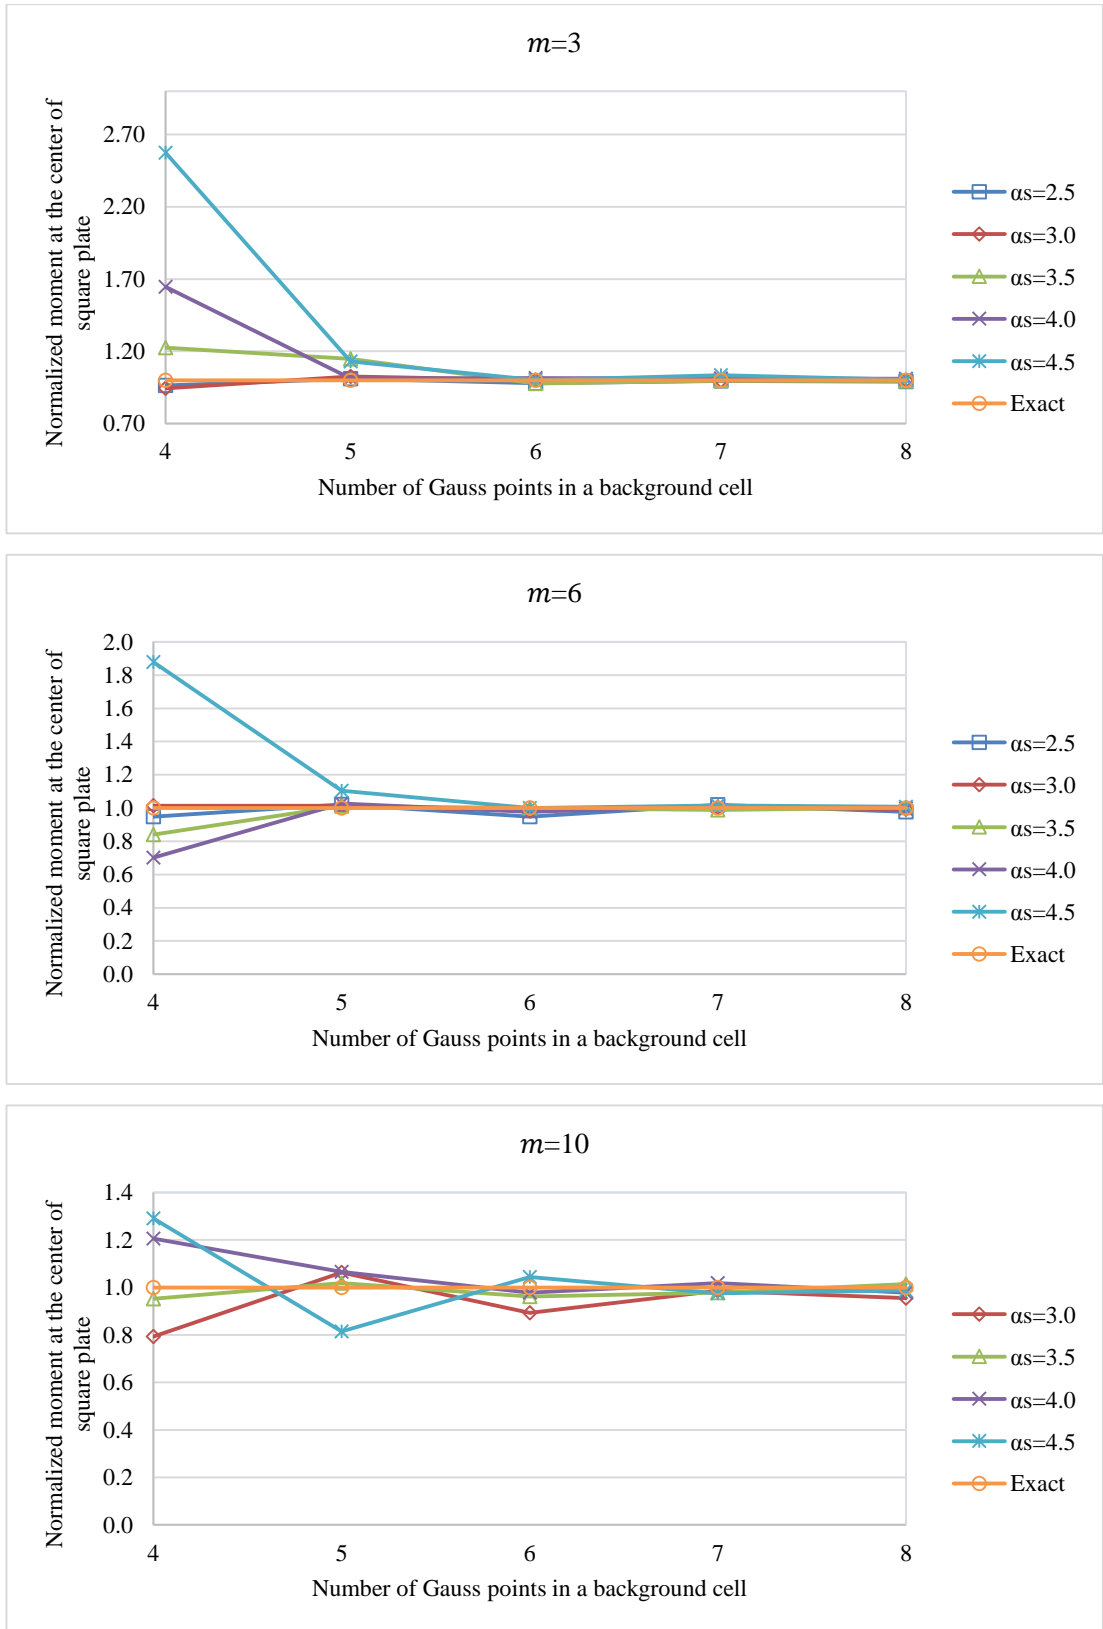 m=3
Normalized moment at the center of
square plate
2.70
2.20
1.70
1.20
0.70
4 5 6 7 8
Number of Gauss points in a background cell
αs=2.5
αs=3.0
αs=3.5
αs=4.0
αs=4.5
Exact
m=6
Normalized moment at the center of
square plate
2.0
1.8
1.6
1.4
1.2
1.0
0.8
0.6
0.4
0.2
0.0
4 5 6 7 8
Number of Gauss points in a background cell
αs=2.5
αs=3.0
αs=3.5
αs=4.0
αs=4.5
Exact
m=10
Normalized moment at the center of
square plate
1.4
1.2
1.0
0.8
0.6
0.4
0.2
0.0
4 5 6 7 8
Number of Gauss points in a background cell
αs=3.0
αs=3.5
αs=4.0
αs=4.5
Exact